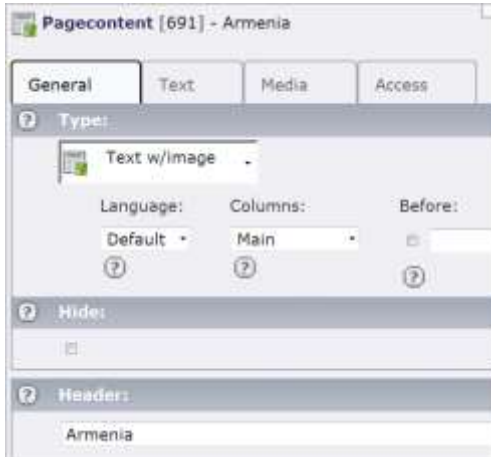 Pagecontent [691] - Armenia
General Text Media Access
Type:
Text w/image
Language: Columns: Before:
Default Main
Hide:
Header:
Armenia